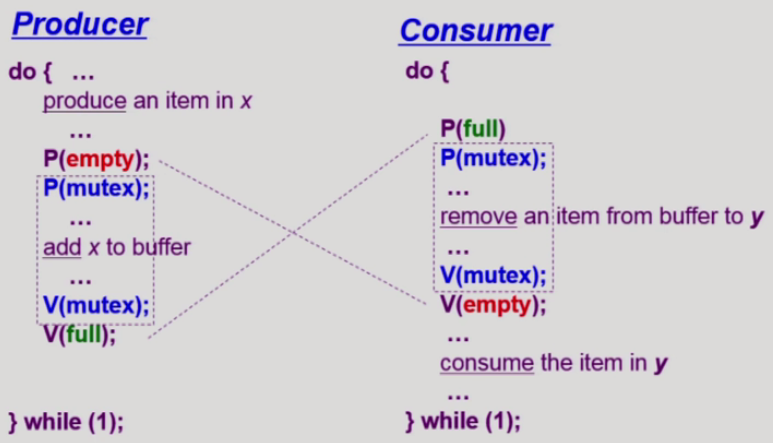 Producer
do { ...
produce an item in x
...
P(empty);
P(mutex);
...
add x to buffer
...
V(mutex);
V(full);
} while (1);
Consumer
do {
P(full)
P(mutex);
...
remove an item from buffer to y
...
V(mutex);
V(empty);
...
consume the item in y
...
} while (1);